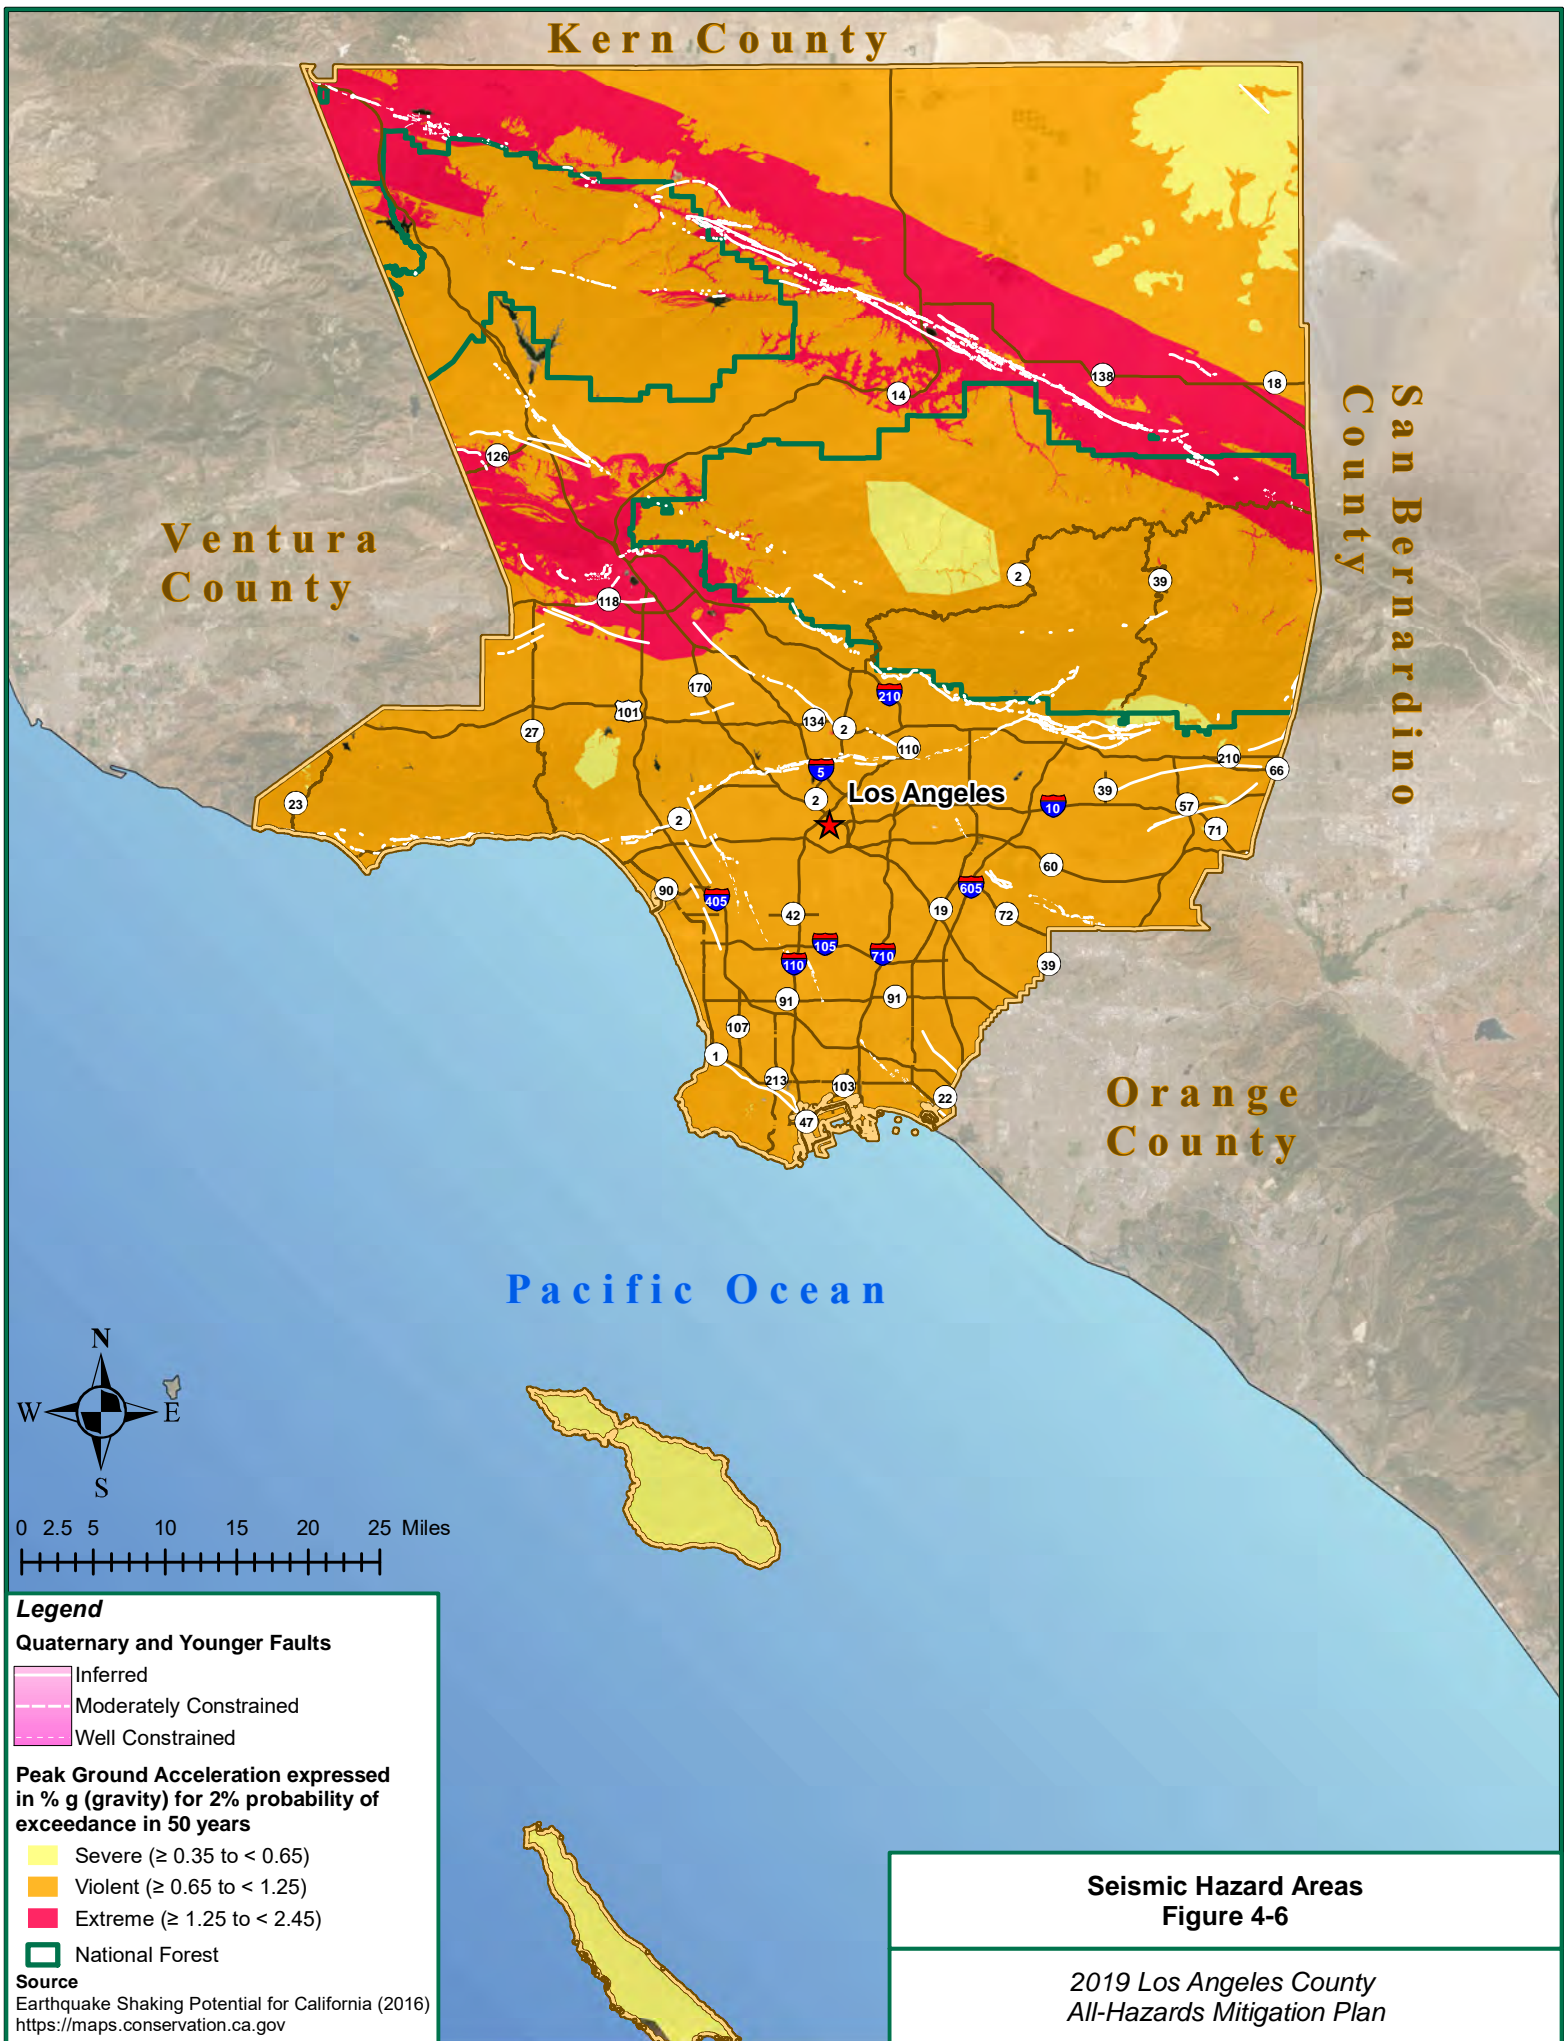 Kern County
138
18
14
San Bernardino
County
126
Ventura
County
2
39
118
170
210
101
134
2
27
110
210
5
66
Los Angeles
39
23
2
10
57
2
71
60
90
405
605
19
42
72
105
710
110
39
91
91
107
1
213
103
22
47
Orange
County
Pacific Ocean
N
W
E
S
0 2.5 5 10 15 20 25 Miles
Legend
Quaternary and Younger Faults
Inferred
Moderately Constrained
Well Constrained
Peak Ground Acceleration expressed
in % g (gravity) for 2% probability of
exceedance in 50 years
Severe (≥ 0.35 to < 0.65)
Violent (≥ 0.65 to < 1.25)
Extreme (≥ 1.25 to < 2.45)
National Forest
Source
Earthquake Shaking Potential for California (2016)
https://maps.conservation.ca.gov
Seismic Hazard Areas
Figure 4-6
2019 Los Angeles County
All-Hazards Mitigation Plan